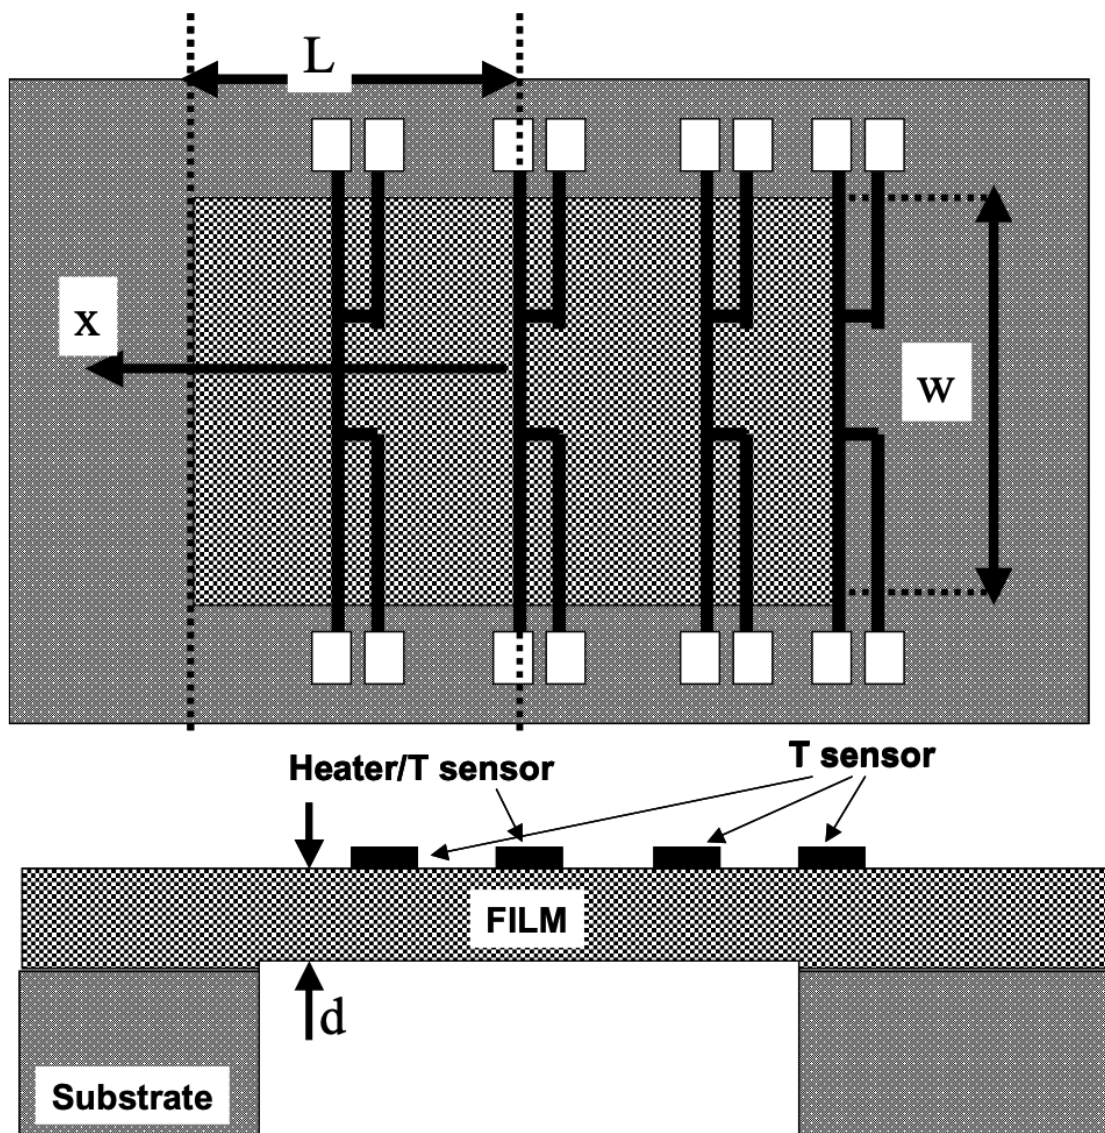 L
x
w
Heater/T sensor
T sensor
FILM
d
Substrate